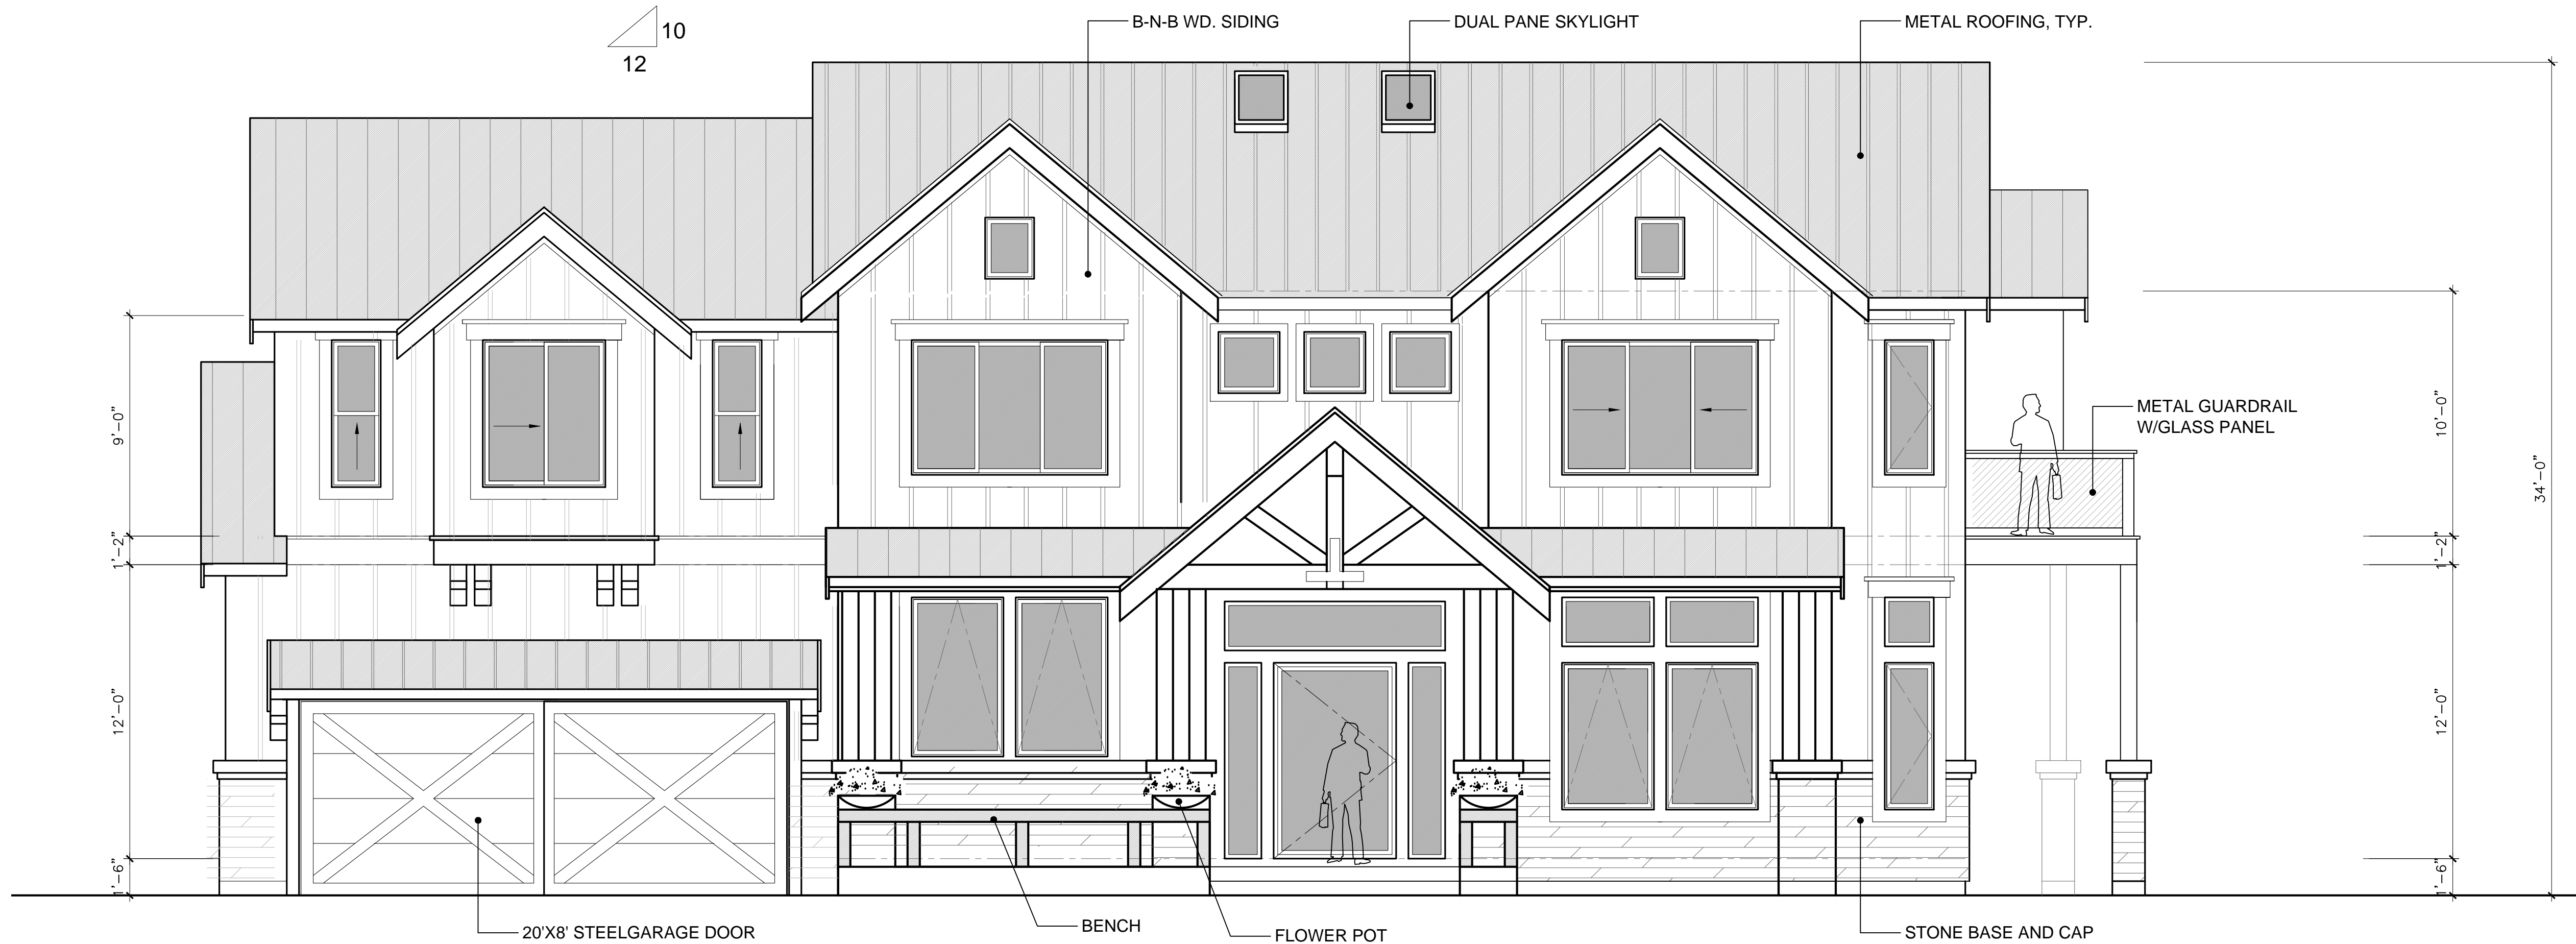 10
12
B-N-B WD. SIDING
DUAL PANE SKYLIGHT
METAL ROOFING, TYP.
METAL GUARDRAIL
W/GLASS PANEL
9'-0"
1'-2"
12'-0"
1'-6"
10'-0"
1'-2"
12'-0"
1'-6"
34'-0"
20'X8' STEELGARAGE DOOR
BENCH
FLOWER POT
STONE BASE AND CAP